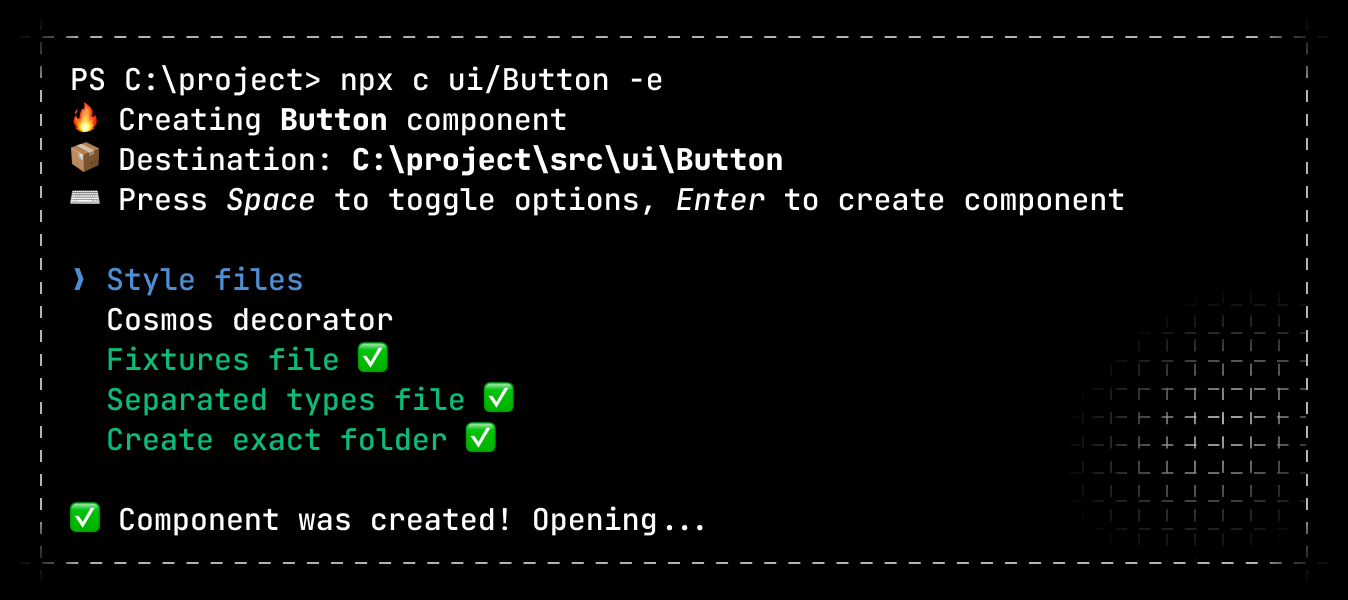 PS C:\project> npx c ui/Button -e
🔥 Creating Button component
📦 Destination: C:\project\src\ui\Button
⌨️ Press Space to toggle options, Enter to create component
❱ Style files
Cosmos decorator
Fixtures file ✅
Separated types file ✅
Create exact folder ✅
✅ Component was created! Opening...